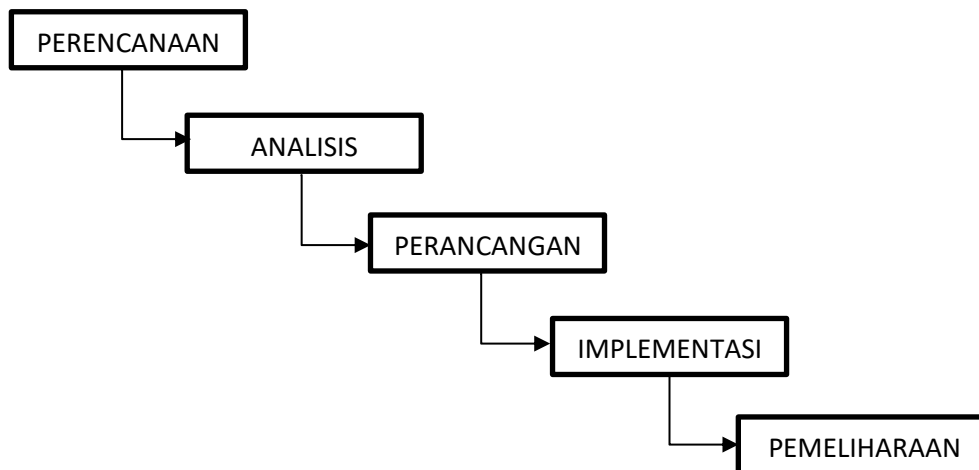 PERENCANAAN
ANALISIS
PERANCANGAN
IMPLEMENTASI
PEMELIHARAAN